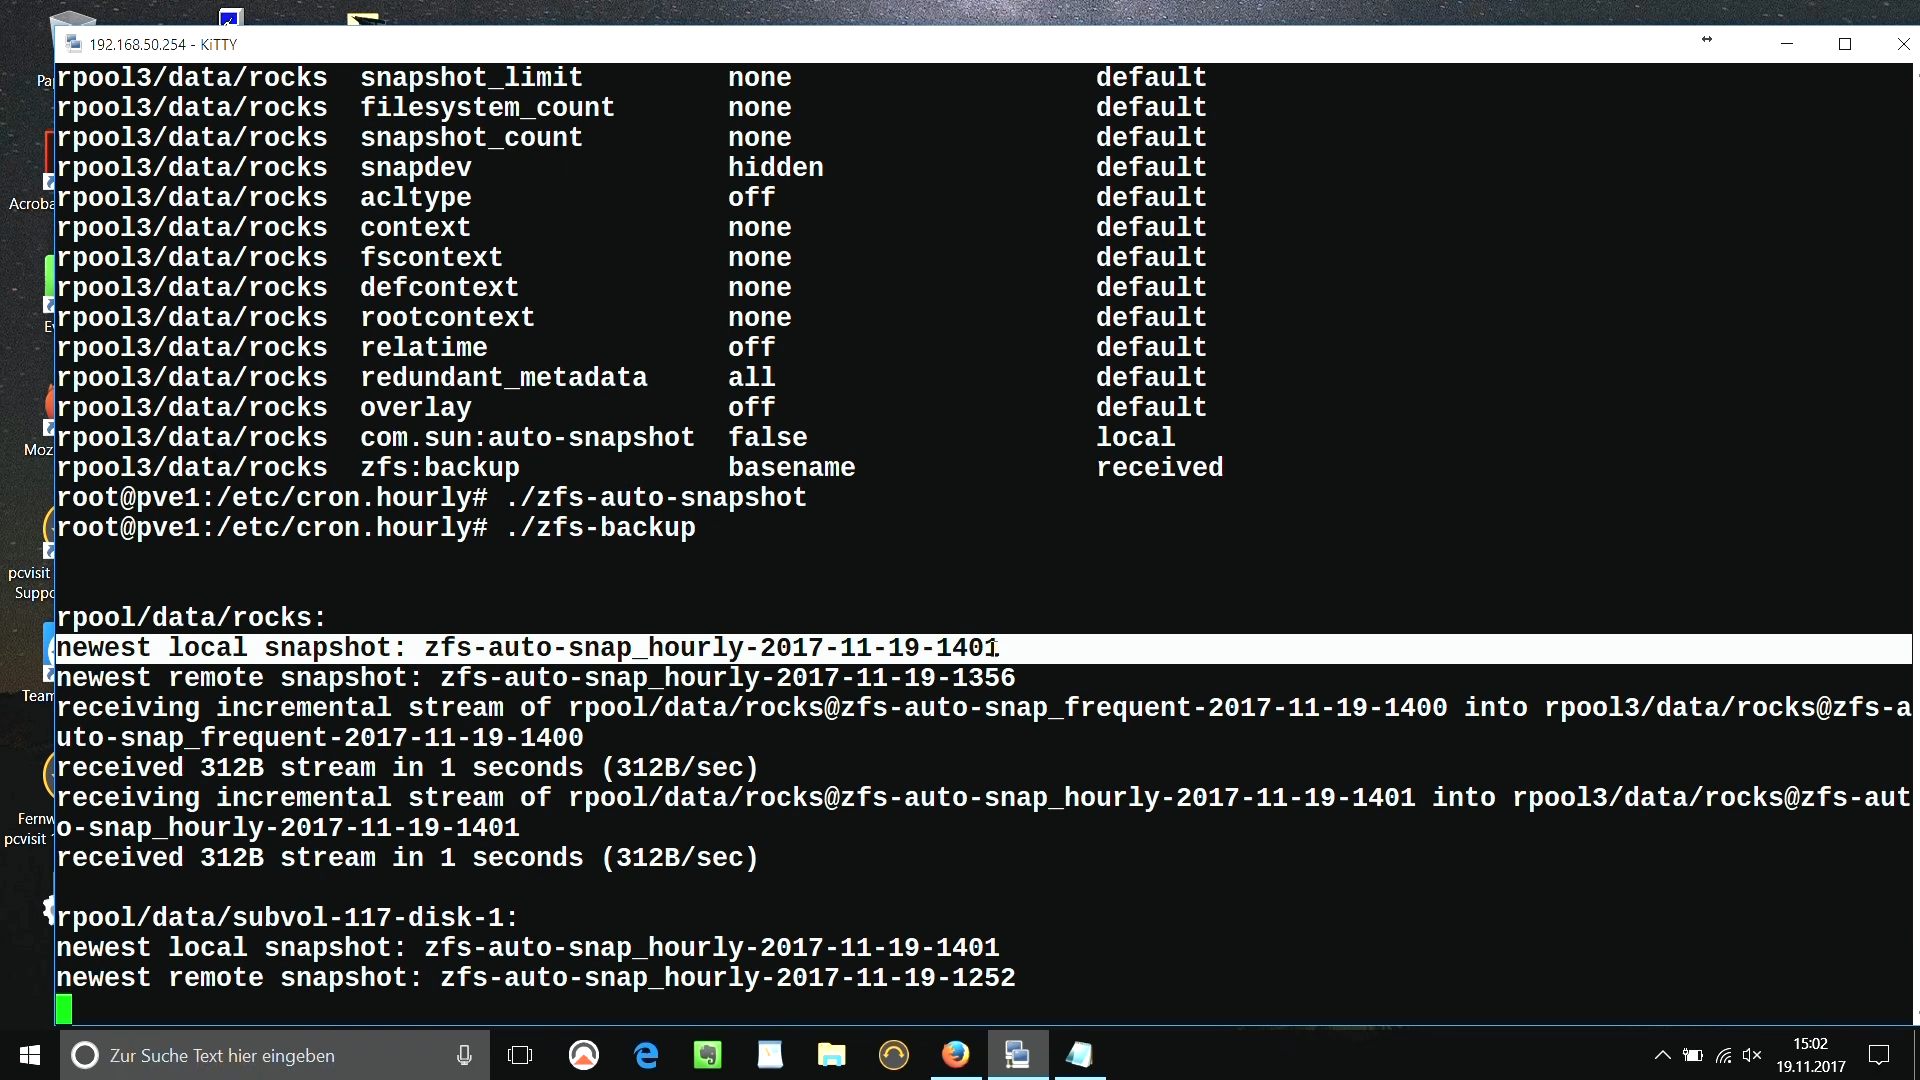 192.168.50.254 - KiTTY
rpool3/data/rocks snapshot_limit none default
rpool3/data/rocks filesystem_count none default
rpool3/data/rocks snapshot_count none default
rpool3/data/rocks snapdev hidden default
rpool3/data/rocks acltype off default
rpool3/data/rocks context none default
rpool3/data/rocks fscontext none default
rpool3/data/rocks defcontext none default
rpool3/data/rocks rootcontext none default
rpool3/data/rocks relatime off default
rpool3/data/rocks redundant_metadata all default
rpool3/data/rocks overlay off default
rpool3/data/rocks com.sun:auto-snapshot false local
rpool3/data/rocks zfs:backup basename received
root@pve1:/etc/cron.hourly# ./zfs-auto-snapshot
root@pve1:/etc/cron.hourly# ./zfs-backup
rpool/data/rocks:
newest local snapshot: zfs-auto-snap_hourly-2017-11-19-1401
newest remote snapshot: zfs-auto-snap_hourly-2017-11-19-1356
receiving incremental stream of rpool/data/rocks@zfs-auto-snap_frequent-2017-11-19-1400 into rpool3/data/rocks@zfs-a
uto-snap_frequent-2017-11-19-1400
received 312B stream in 1 seconds (312B/sec)
receiving incremental stream of rpool/data/rocks@zfs-auto-snap_hourly-2017-11-19-1401 into rpool3/data/rocks@zfs-aut
o-snap_hourly-2017-11-19-1401
received 312B stream in 1 seconds (312B/sec)
rpool/data/subvol-117-disk-1:
newest local snapshot: zfs-auto-snap_hourly-2017-11-19-1401
newest remote snapshot: zfs-auto-snap_hourly-2017-11-19-1252
Pa
Acroba
E
Moz
pcvisit
Suppo
Team
Fernw
pcvisit
Zur Suche Text hier eingeben
15:02
19.11.2017